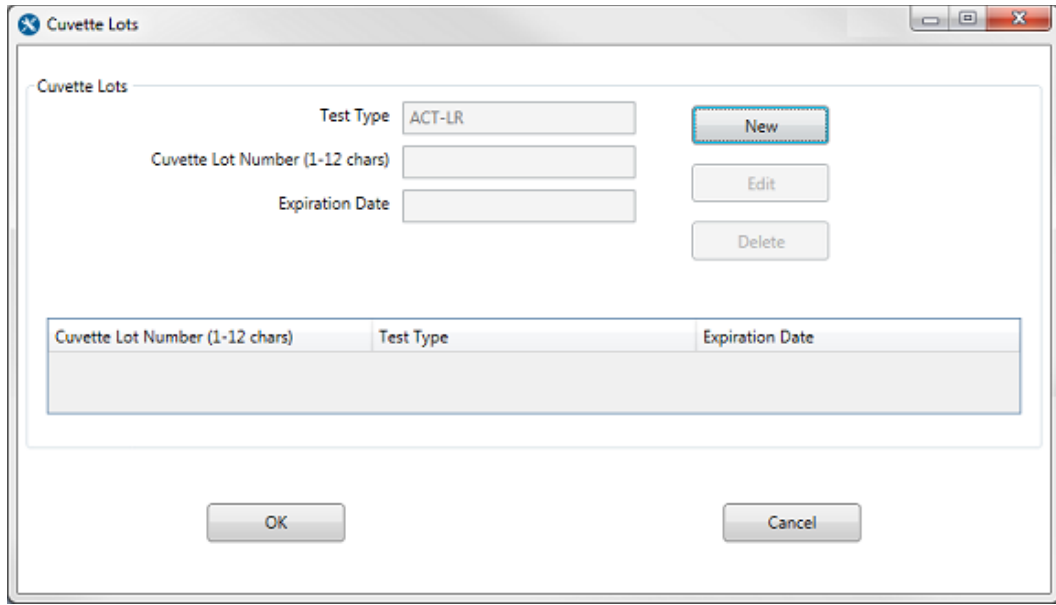 Cuvette Lots
Cuvette Lots
Test Type ACT-LR New
Cuvette Lot Number (1-12 chars)
Edit
Expiration Date
Delete
Cuvette Lot Number (1-12 chars) Test Type Expiration Date
OK Cancel